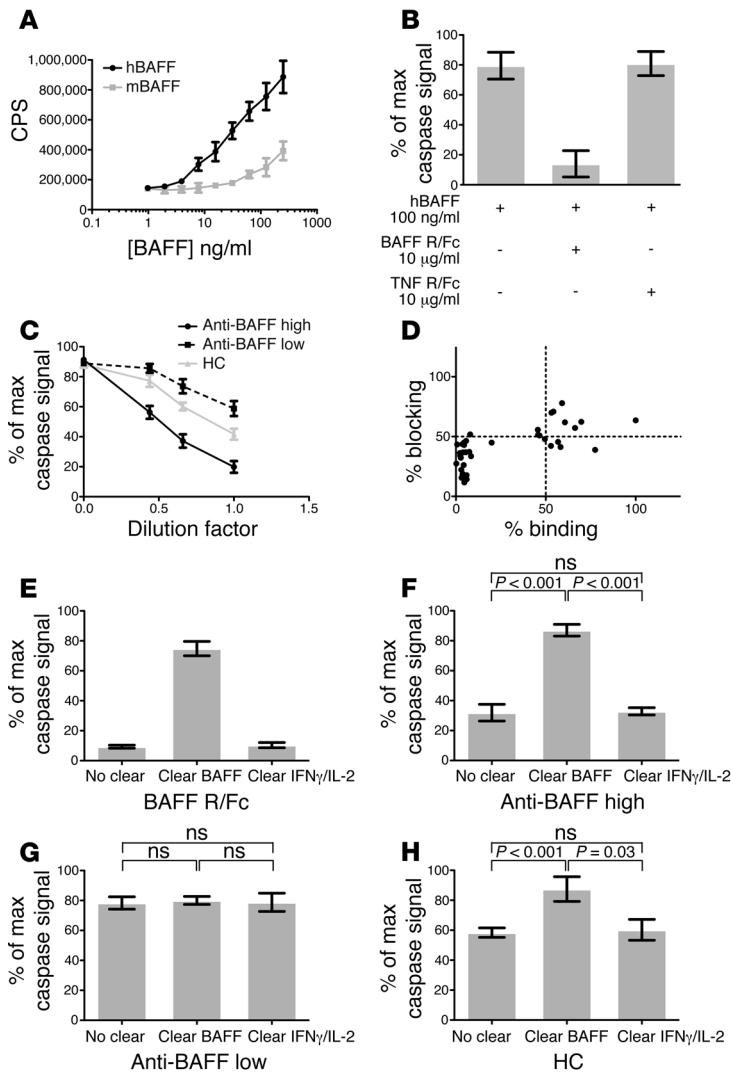 A
1,000,000
800,000
600,000
400,000
200,000
0
CPS
hBAFF
mBAFF
0.1 1 10 100 1000
[BAFF] ng/ml
B
100
80
60
40
20
0
% of max
caspase signal
hBAFF
100 ng/ml
+ + +
BAFF R/Fc
10 μg/ml
- + -
TNF R/Fc
10 μg/ml
- - +
C
100
80
60
40
20
0
% of max
caspase signal
Anti-BAFF high
Anti-BAFF low
HC
0.0 0.5 1.0 1.5
Dilution factor
D
100
50
0
% blocking
0 50 100
% binding
E
100
80
60
40
20
0
% of max
caspase signal
No clear Clear BAFF Clear IFNγ/IL-2
BAFF R/Fc
F
ns
P < 0.001 P < 0.001
100
80
60
40
20
0
% of max
caspase signal
No clear Clear BAFF Clear IFNγ/IL-2
Anti-BAFF high
G
ns
ns ns
100
80
60
40
20
0
% of max
caspase signal
No clear Clear BAFF Clear IFNγ/IL-2
Anti-BAFF low
H
ns
P < 0.001 P = 0.03
100
80
60
40
20
0
% of max
caspase signal
No clear Clear BAFF Clear IFNγ/IL-2
HC